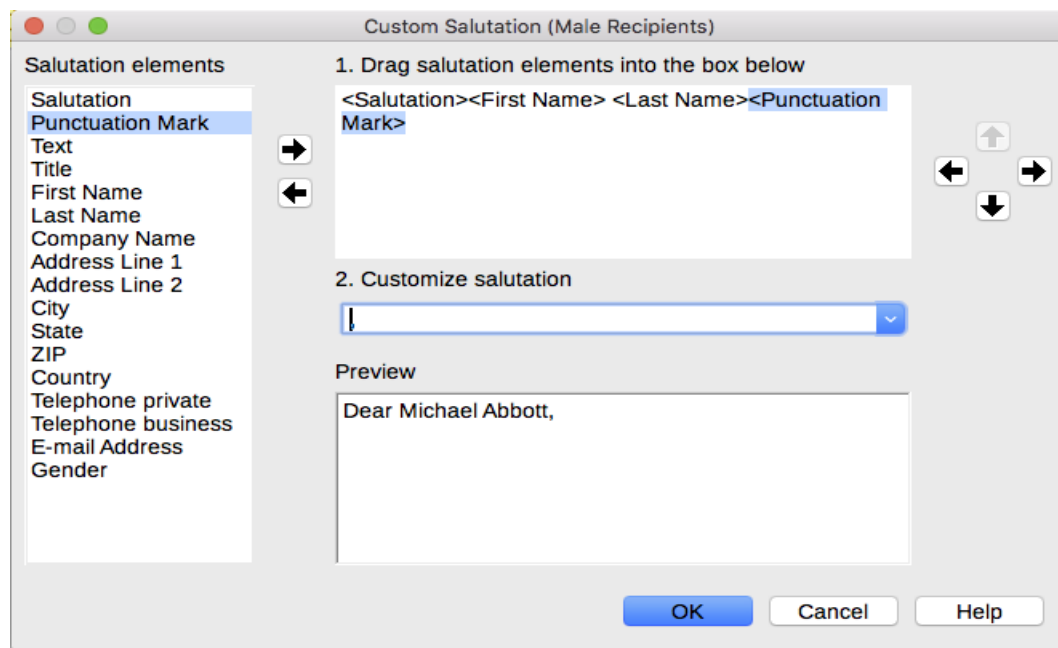 Custom Salutation (Male Recipients)
Salutation elements
Salutation
Punctuation Mark
Text
Title
First Name
Last Name
Company Name
Address Line 1
Address Line 2
City
State
ZIP
Country
Telephone private
Telephone business
E-mail Address
Gender
1. Drag salutation elements into the box below
<Salutation><First Name> <Last Name><Punctuation
Mark>
2. Customize salutation
,
Preview
Dear Michael Abbott,
OK
Cancel
Help